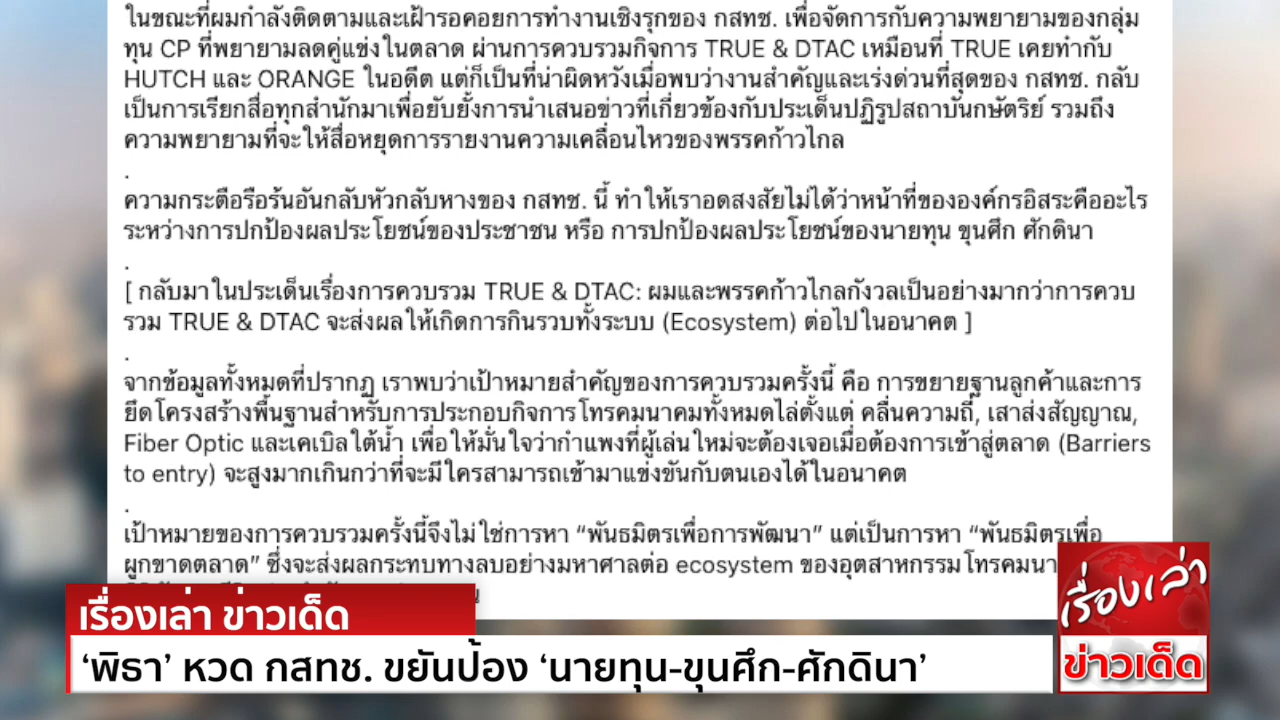 ในขณะที่ผมกำลังติดตามและเฝ้ารอคอยการทำงานเชิงรุกของ กสทช. เพื่อจัดการกับความพยายามของกลุ่ม
ทุน CP ที่พยายามลดคู่แข่งในตลาด ผ่านการควบรวมกิจการ TRUE & DTAC เหมือนที่ TRUE เคยทำกับ
HUTCH และ ORANGE ในอดีต แต่ก็เป็นที่น่าผิดหวังเมื่อพบว่างานสำคัญและเร่งด่วนที่สุดของ กสทช. กลับ
เป็นการเรียกสื่อทุกสำนักมาเพื่อยับยั้งการนำเสนอข่าวที่เกี่ยวข้องกับประเด็นปฏิรูปสถาบันกษัตริย์ รวมถึง
ความพยายามที่จะให้สื่อหยุดการรายงานความเคลื่อนไหวของพรรคก้าวไกล
.
ความกระตือรือร้นอันกลับหัวกลับหางของ กสทช. นี้ ทำให้เราอดสงสัยไม่ได้ว่าหน้าที่ขององค์กรอิสระคืออะไร
ระหว่างการปกป้องผลประโยชน์ของประชาชน หรือ การปกป้องผลประโยชน์ของนายทุน ขุนศึก ศักดินา
.
[ กลับมาในประเด็นเรื่องการควบรวม TRUE & DTAC: ผมและพรรคก้าวไกลกังวลเป็นอย่างมากว่าการควบ
รวม TRUE & DTAC จะส่งผลให้เกิดการกินรวบทั้งระบบ (Ecosystem) ต่อไปในอนาคต ]
.
จากข้อมูลทั้งหมดที่ปรากฏ เราพบว่าเป้าหมายสำคัญของการควบรวมครั้งนี้ คือ การขยายฐานลูกค้าและการ
ยึดโครงสร้างพื้นฐานสำหรับการประกอบกิจการโทรคมนาคมทั้งหมดไล่ตั้งแต่ คลื่นความถี่, เสาส่งสัญญาณ,
Fiber Optic และเคเบิลใต้น้ำ เพื่อให้มั่นใจว่ากำแพงที่ผู้เล่นใหม่จะต้องเจอเมื่อต้องการเข้าสู่ตลาด (Barriers
to entry) จะสูงมากเกินกว่าที่จะมีใครสามารถเข้ามาแข่งขันกับตนเองได้ในอนาคต
.
เป้าหมายของการควบรวมครั้งนี้จึงไม่ใช่การหา “พันธมิตรเพื่อการพัฒนา” แต่เป็นการหา “พันธมิตรเพื่อ
ผูกขาดตลาด” ซึ่งจะส่งผลกระทบทางลบอย่างมหาศาลต่อ ecosystem ของอุตสาหกรรมโทรคมนา
เรื่องเล่า ข่าวเด็ด
‘พิธา’ หวด กสทช. ขยันป้อง ‘นายทุน-ขุนศึก-ศักดินา’
เรื่องเล่า
ข่าวเด็ด